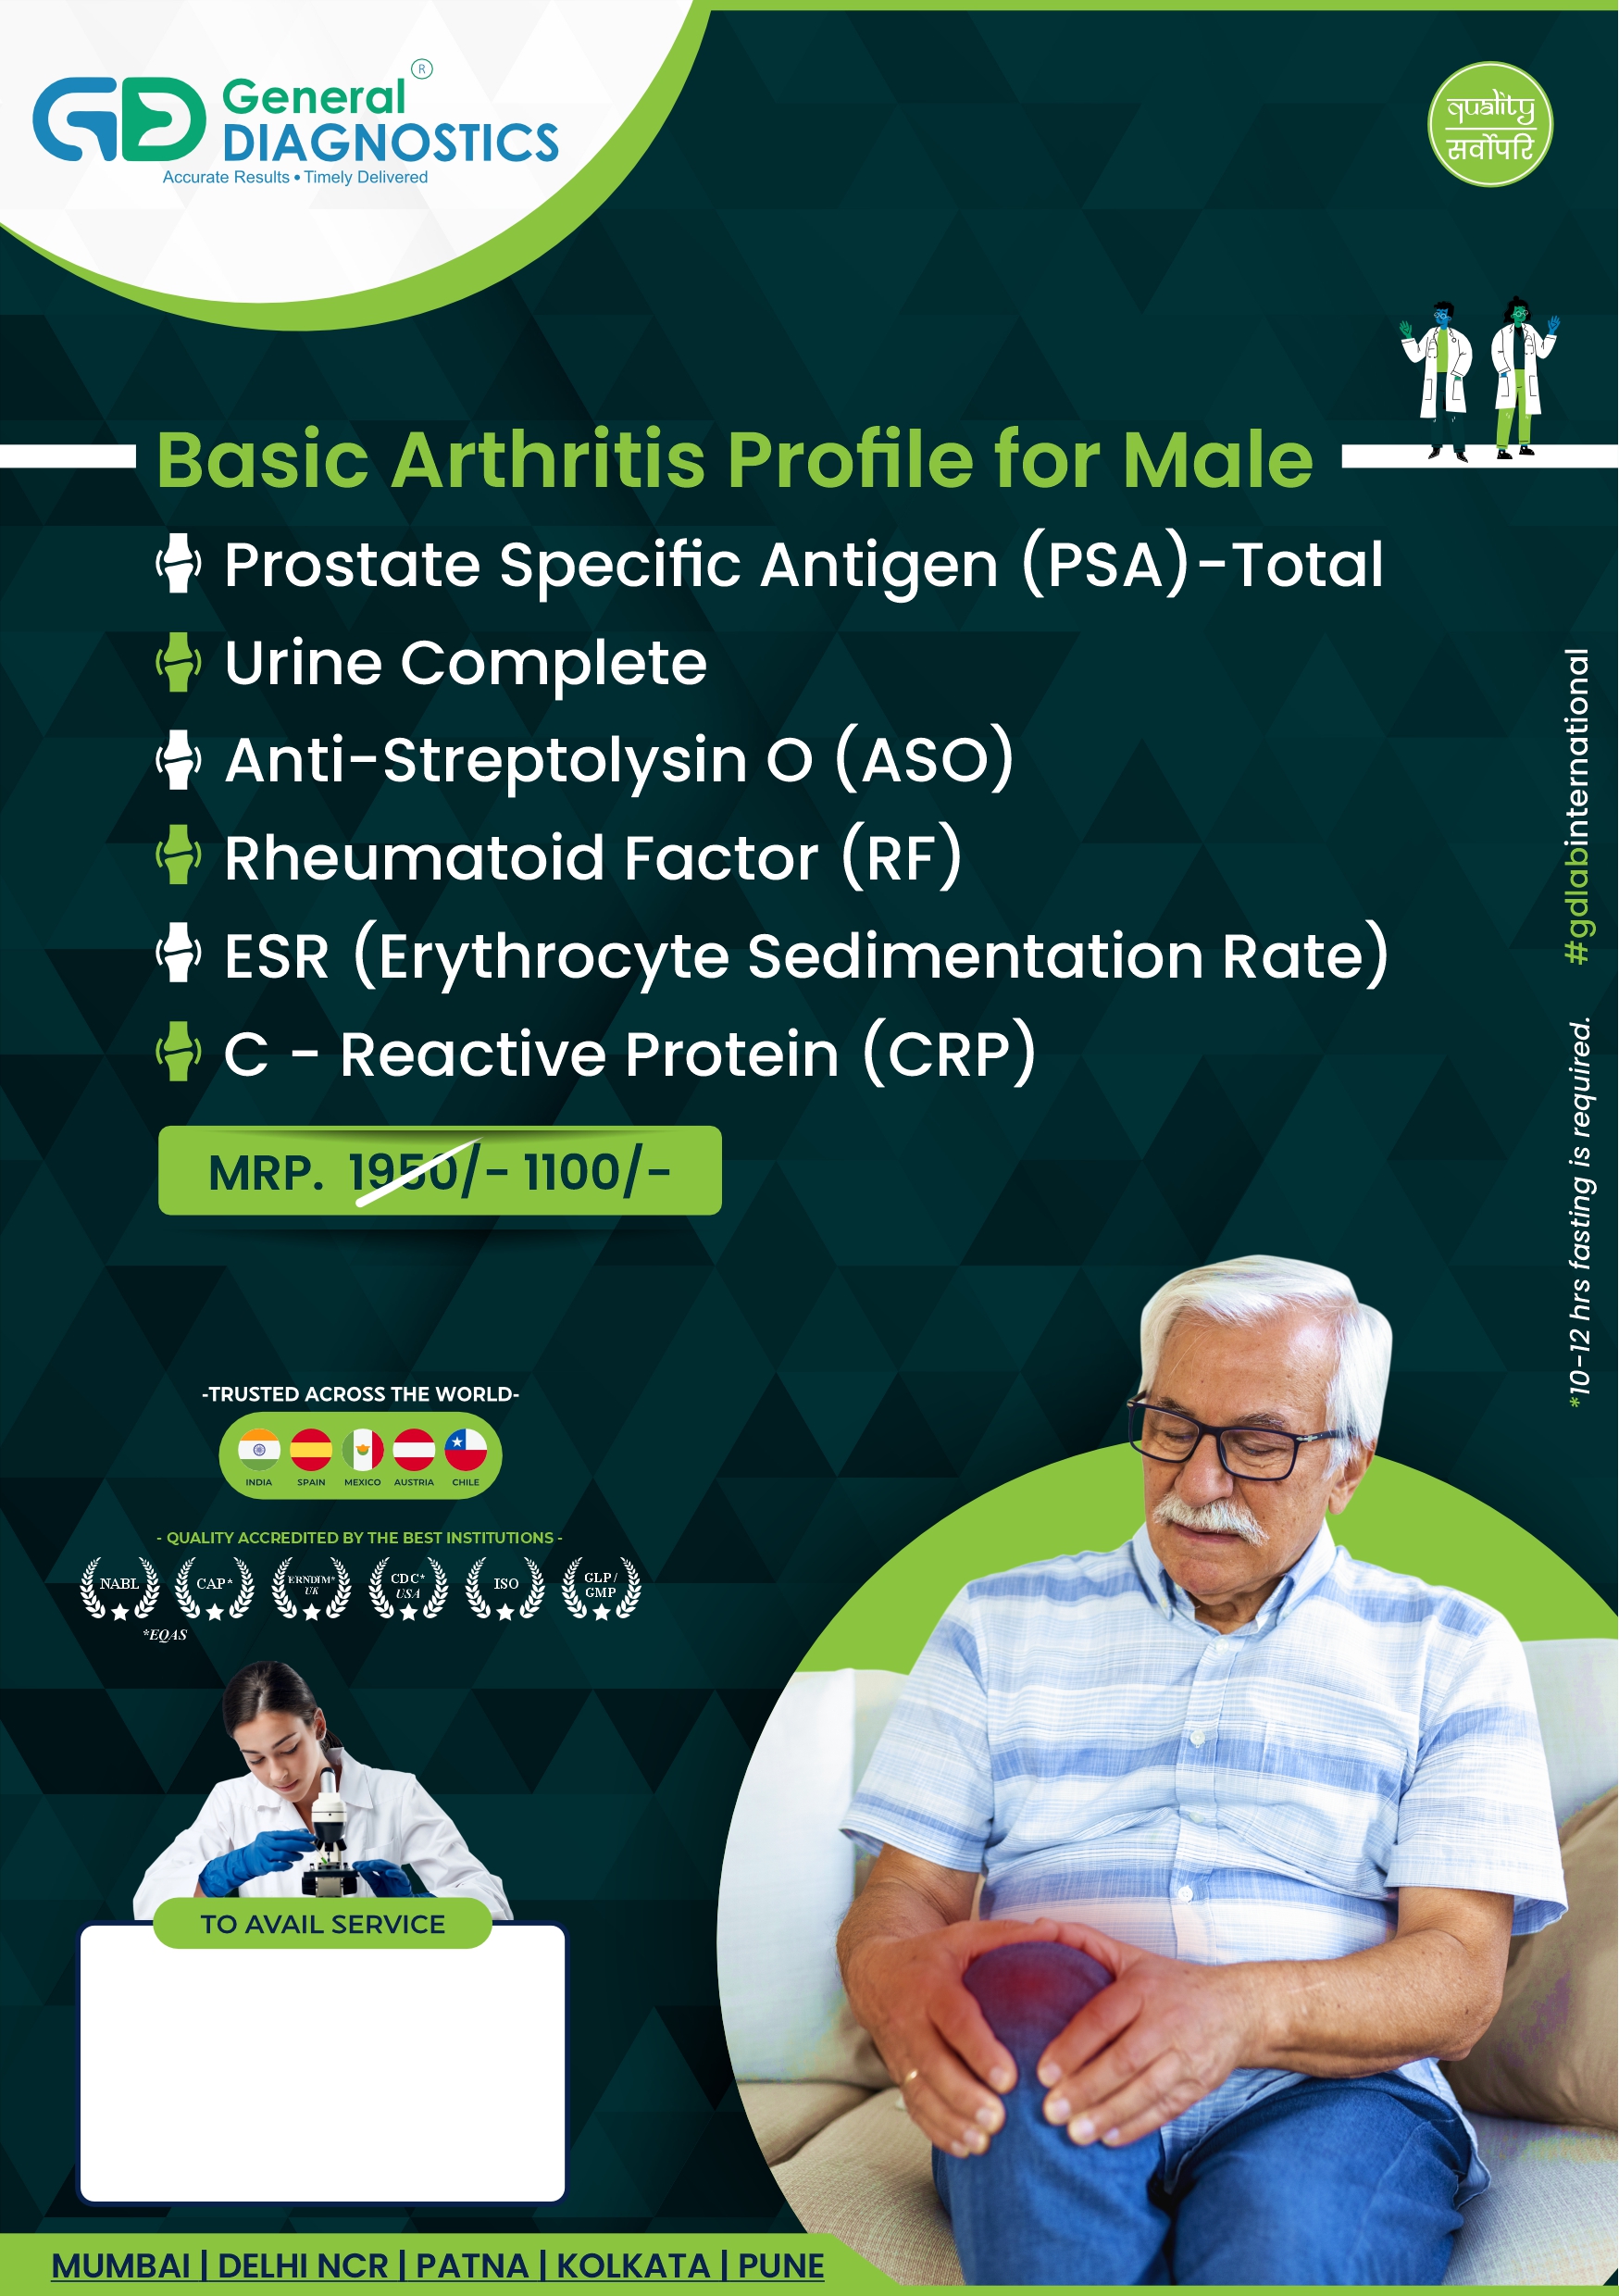 General
®
DIAGNOSTICS
Accurate Results • Timely Delivered
quality
सर्वोपरि
Basic Arthritis Profile for Male
Prostate Specific Antigen (PSA)-Total
Urine Complete
Anti-Streptolysin O (ASO)
Rheumatoid Factor (RF)
ESR (Erythrocyte Sedimentation Rate)
C - Reactive Protein (CRP)
MRP. 1950/- 1100/-
#gdlabinternational
*10-12 hrs fasting is required.
-TRUSTED ACROSS THE WORLD-
INDIA SPAIN MEXICO AUSTRIA CHILE
- QUALITY ACCREDITED BY THE BEST INSTITUTIONS -
NABL CAP* ERNDIM* UK CDC* USA ISO GLP/ GMP
*EQAS
TO AVAIL SERVICE
MUMBAI | DELHI NCR | PATNA | KOLKATA | PUNE